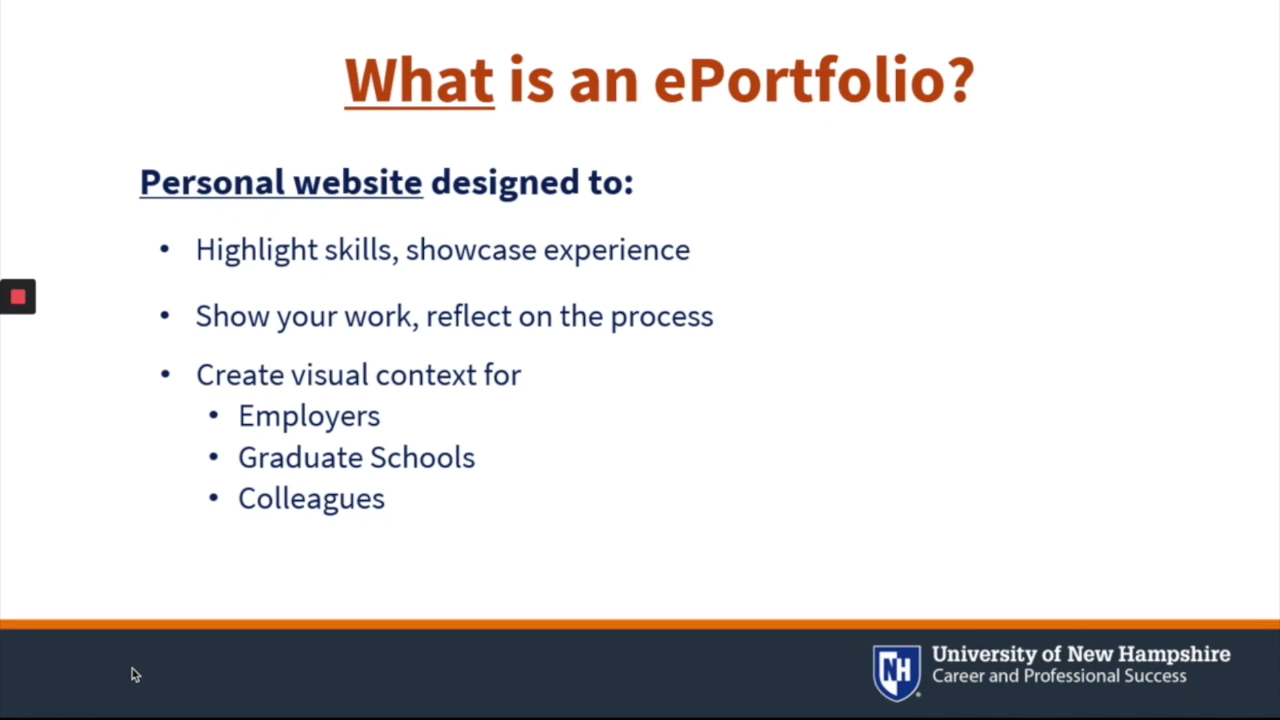 What is an ePortfolio?
Personal website designed to:
• Highlight skills, showcase experience
• Show your work, reflect on the process
• Create visual context for
• Employers
• Graduate Schools
• Colleagues
NH
University of New Hampshire
Career and Professional Success